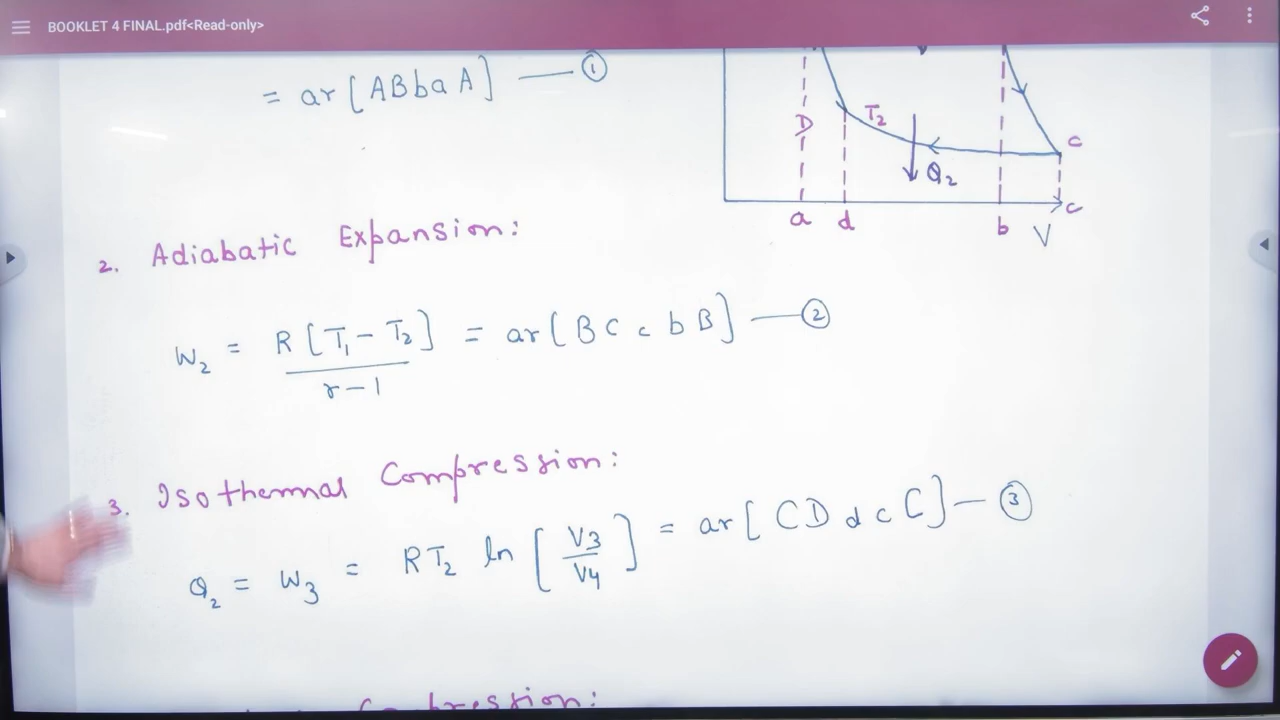 BOOKLET 4 FINAL.pdf<Read-only>
= ar [ABbaA] — ①
D
T₂
Q₂
c
c
a d b V
2. Adiabatic Expansion:
W₂ = R[T₁ - T₂] / r-1 = ar[BCcbB] — ②
3. Isothermal Compression:
Q₂ = W₃ = RT₂ ln [V3/V4] = ar[CDdcC] — ③
Compression: